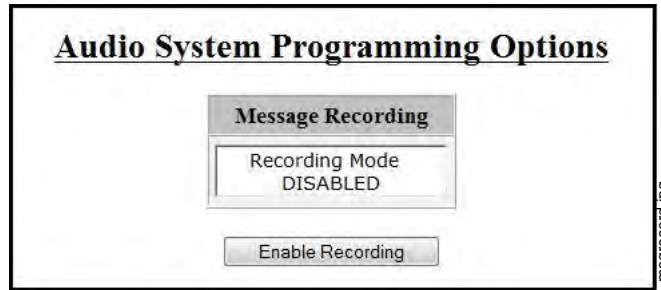 Audio System Programming Options
Message Recording
Recording Mode
DISABLED
Enable Recording